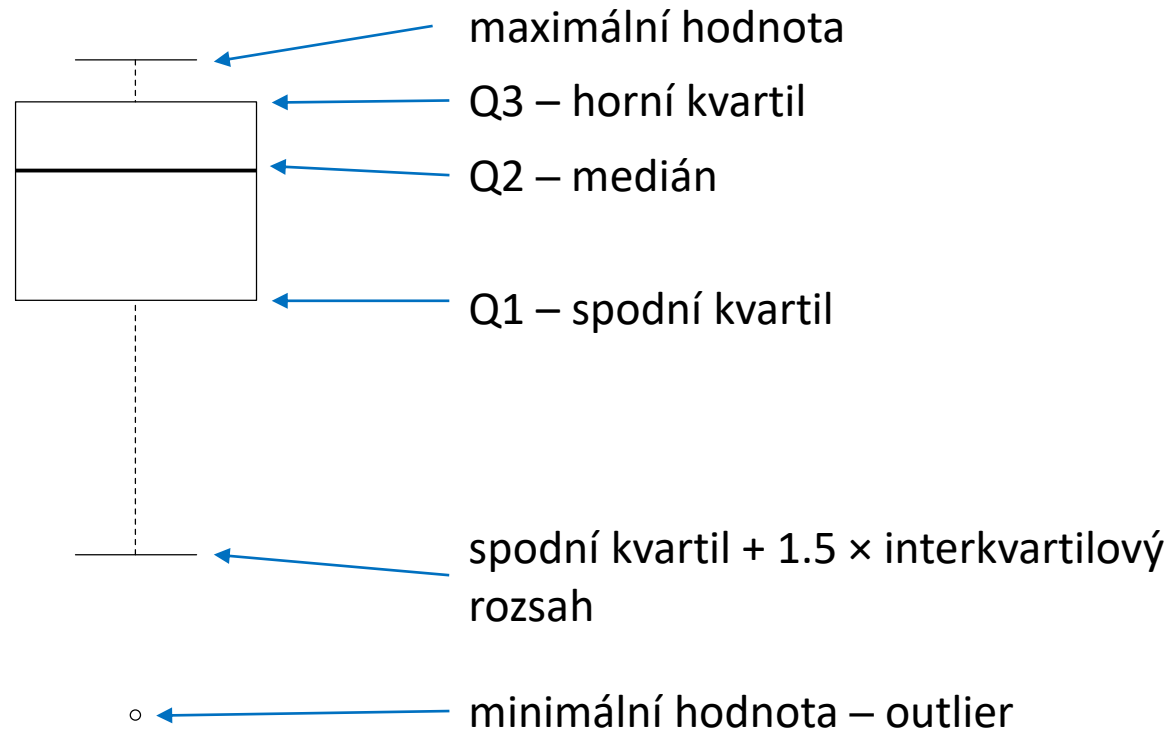 maximální hodnota
Q3 – horní kvartil
Q2 – medián
Q1 – spodní kvartil
spodní kvartil + 1.5 × interkvartilový
rozsah
minimální hodnota – outlier